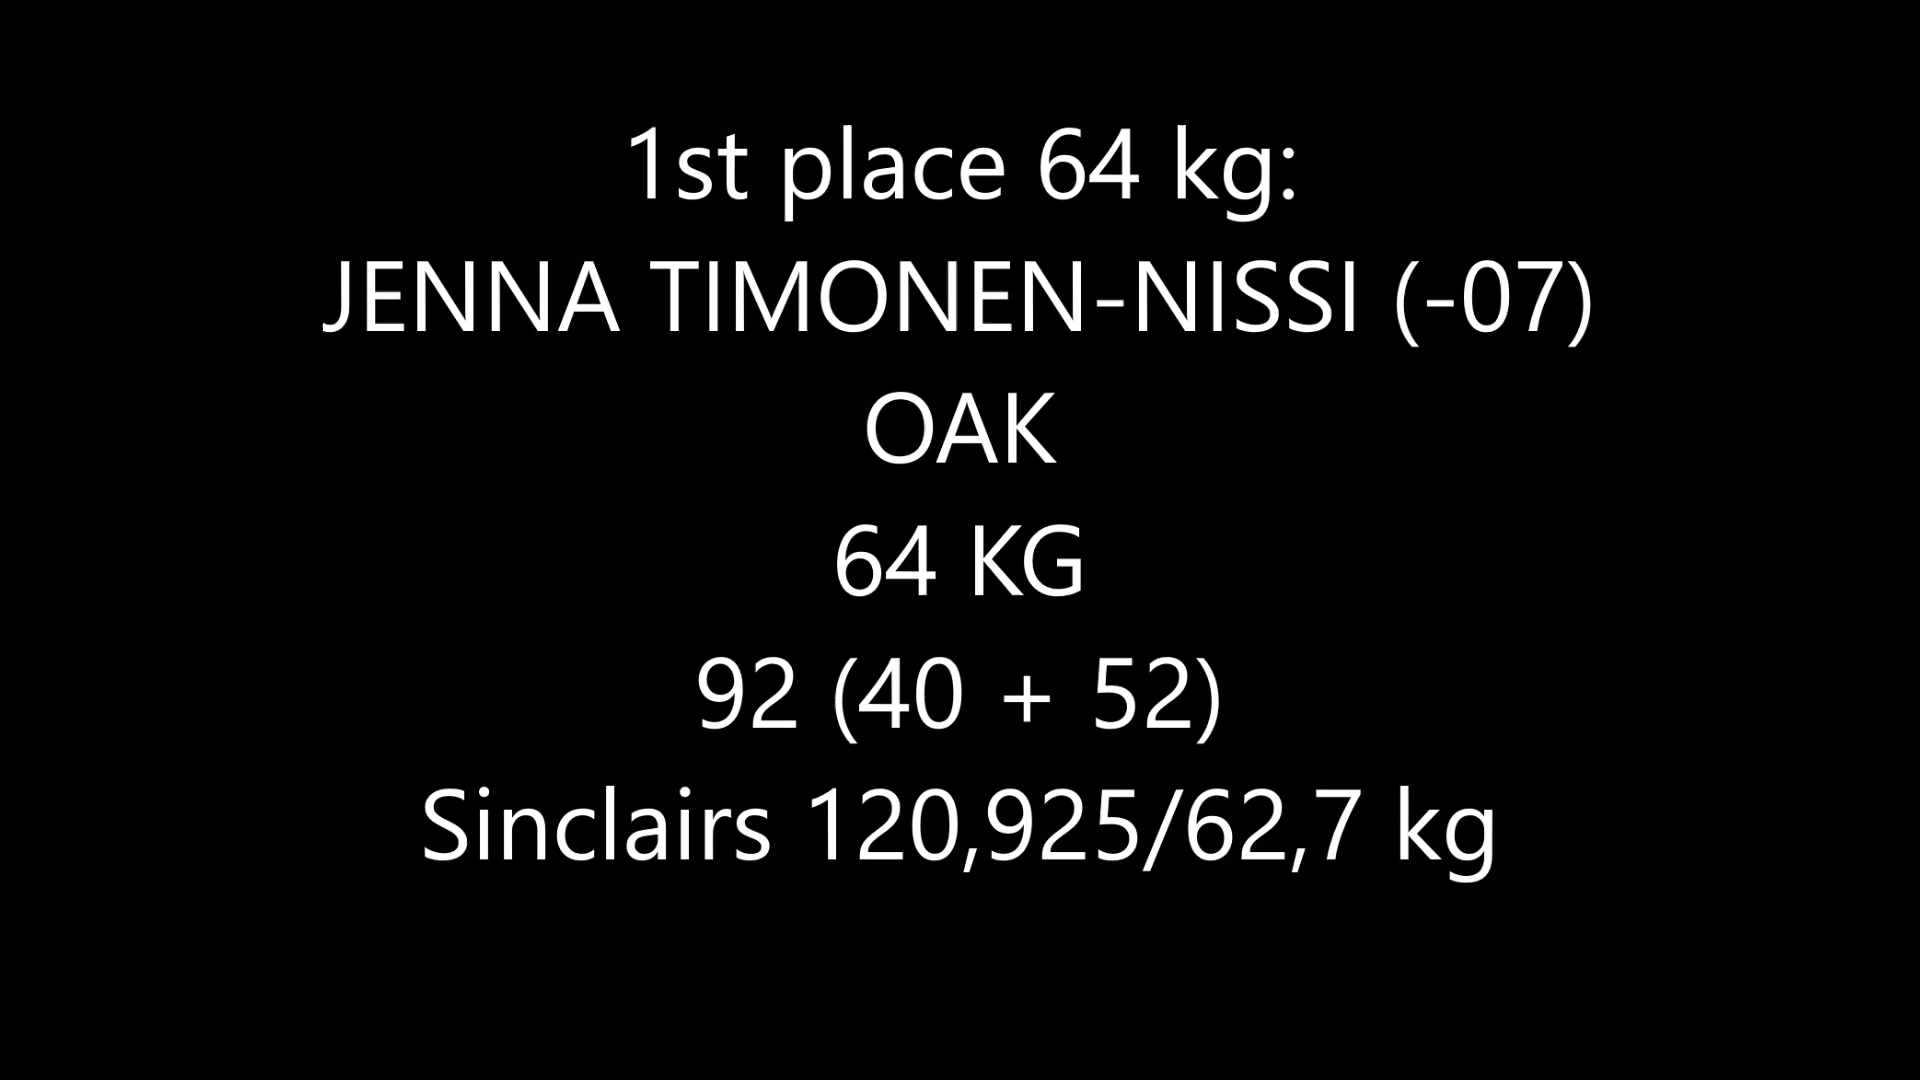 1st place 64 kg:
JENNA TIMONEN-NISSI (-07)
OAK
64 KG
92 (40 + 52)
Sinclairs 120,925/62,7 kg